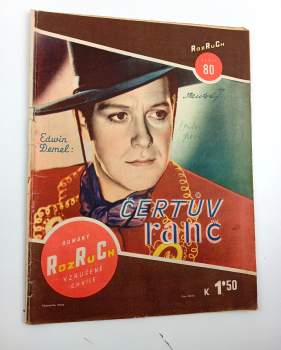 RozRuCh
80
Edwin
Demel:
ČERTŮV
ranč
ROMÁNY
RozRuCh
VZRUŠENÉ
CHVÍLE
K 1·50